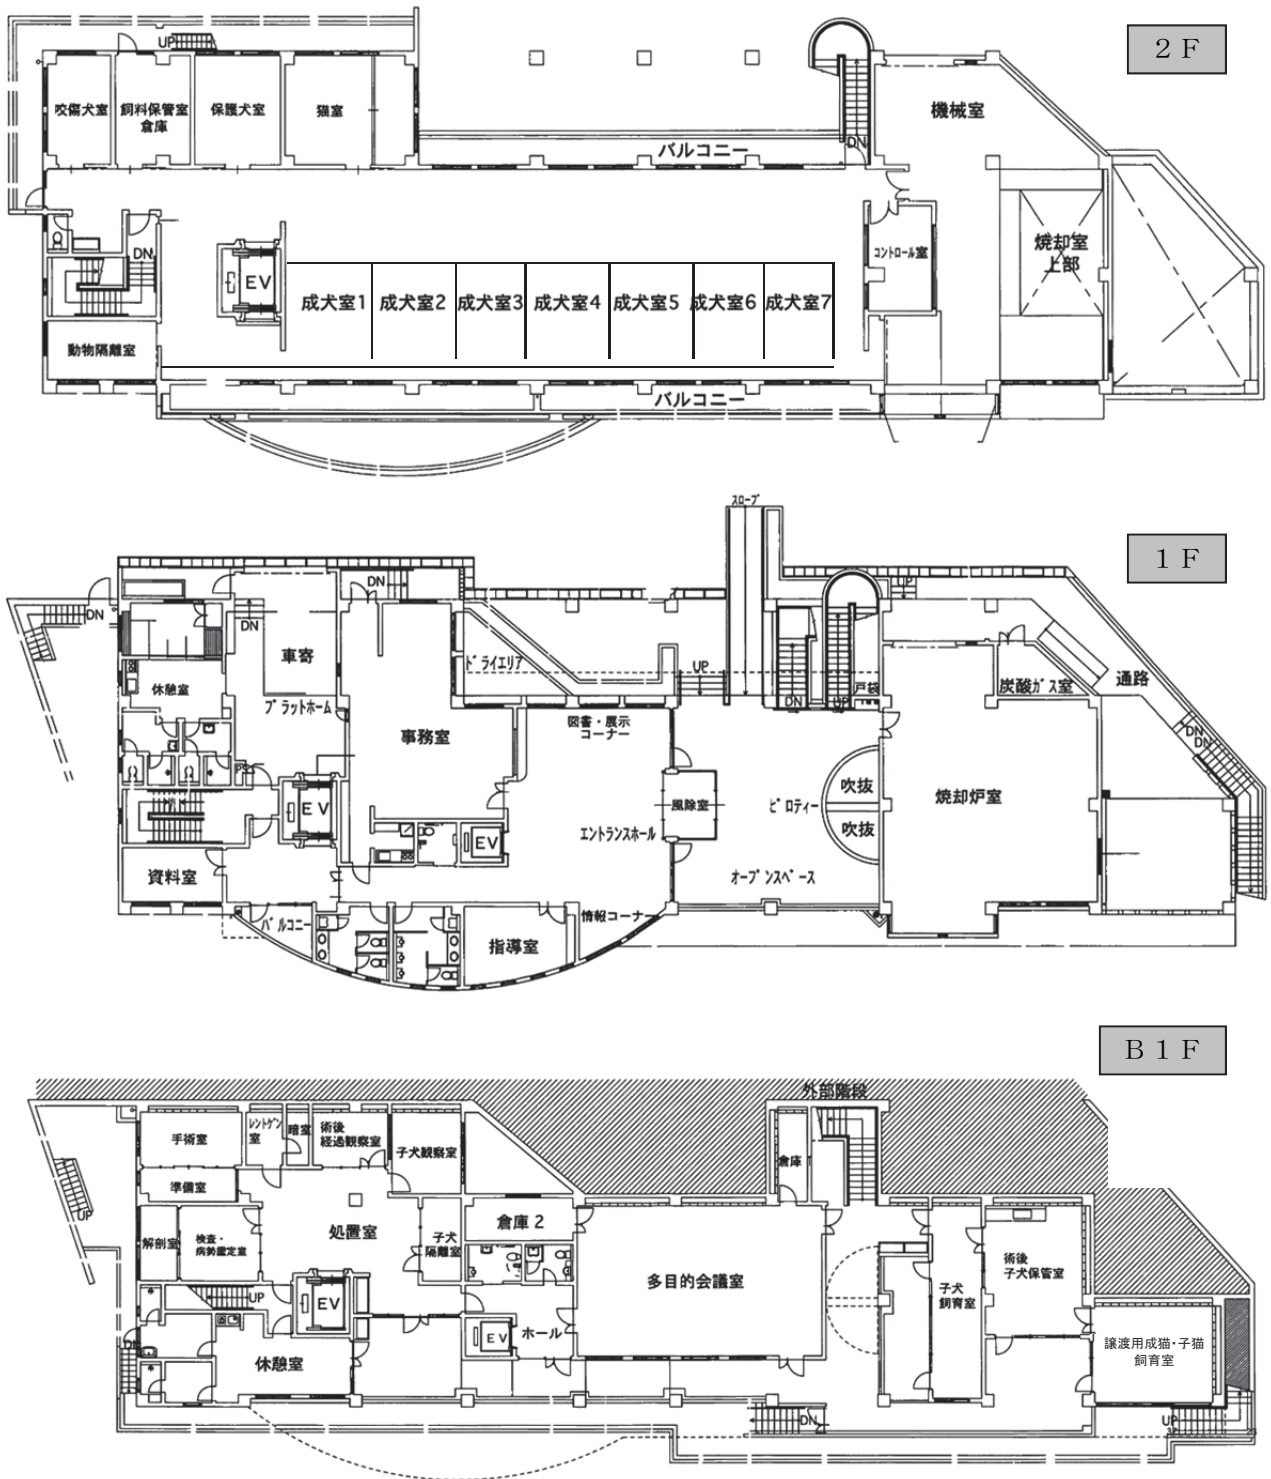 2F
UP
咬傷犬室
飼料保管室
倉庫
保護犬室
猫室
機械室
バルコニー
DN
DN
EV
コントロール室
焼却室
上部
成犬室1
成犬室2
成犬室3
成犬室4
成犬室5
成犬室6
成犬室7
動物隔離室
バルコニー
スロープ
1F
DN
UP
DN
DN
車寄
ドライエリア
UP
休憩室
炭酸ガス室
通路
プラットホーム
戸袋
DN
UP
図書・展示
コーナー
事務室
DN
DN
PS
吹抜
風除室
ピロティー
焼却炉室
EV
吹抜
エントランスホール
EV
資料室
オープンスペース
バルコニー
情報コーナー
指導室
B1F
外部階段
手術室
レントゲン
室
暗室
術後
経過観察室
子犬観察室
倉庫1
準備室
UP
倉庫2
処置室
解剖室
検査・
病勢鑑定室
子犬
隔離室
術後
子犬保管室
多目的会議室
子犬
飼育室
UP
EV
ホール
EV
DN
譲渡用成猫・子猫
飼育室
休憩室
DN
UP